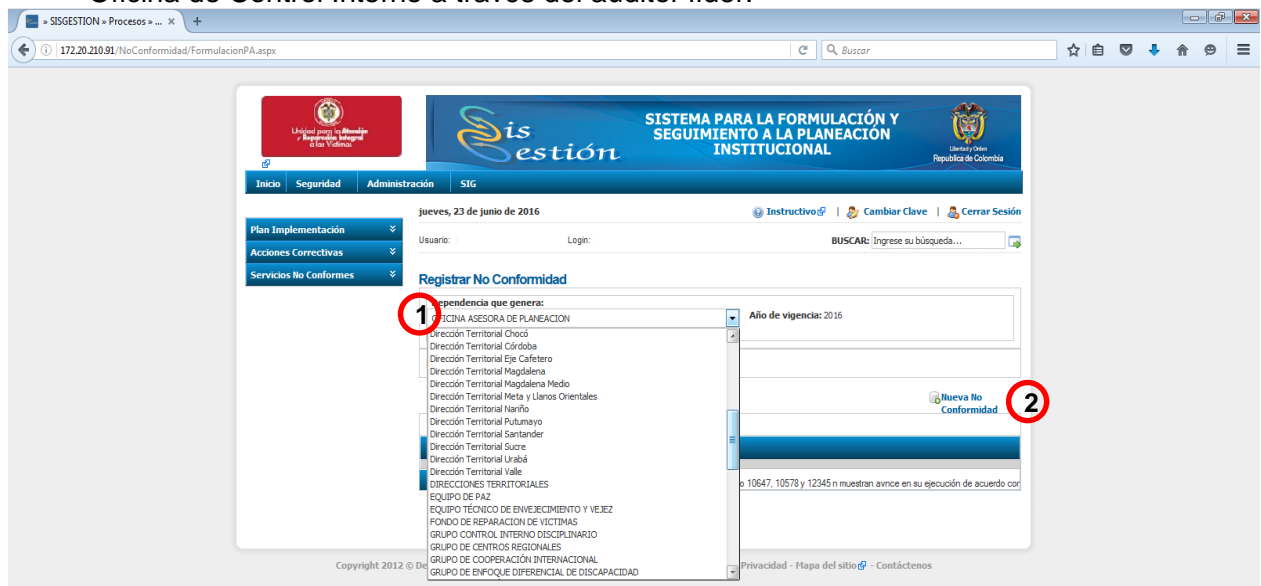 Oficina de Control Interno a través del auditor líder.
» SISGESTION » Procesos » ... × +
172.20.210.91/NoConformidad/FormulacionPA.aspx
Buscar
Unidad para la Atención
y Reparación Integral
a las Víctimas
Sis
Gestión
SISTEMA PARA LA FORMULACIÓN Y
SEGUIMIENTO A LA PLANEACIÓN
INSTITUCIONAL
Libertad y Orden
Republica de Colombia
Inicio Seguridad Administración SIG
jueves, 23 de junio de 2016
Instructivo | Cambiar Clave | Cerrar Sesión
Plan Implementación
Acciones Correctivas
Servicios No Conformes
Usuario: Login:
BUSCAR: Ingrese su búsqueda...
Registrar No Conformidad
Dependencia que genera:
1
OFICINA ASESORA DE PLANEACION
Año de vigencia: 2016
Dirección Territorial Chocó
Dirección Territorial Córdoba
Dirección Territorial Eje Cafetero
Dirección Territorial Magdalena
Dirección Territorial Magdalena Medio
Dirección Territorial Meta y Llanos Orientales
Dirección Territorial Nariño
Dirección Territorial Putumayo
Dirección Territorial Santander
Dirección Territorial Sucre
Dirección Territorial Urabá
Dirección Territorial Valle
DIRECCIONES TERRITORIALES
EQUIPO DE PAZ
EQUIPO TÉCNICO DE ENVEJECIMIENTO Y VEJEZ
FONDO DE REPARACION DE VICTIMAS
GRUPO CONTROL INTERNO DISCIPLINARIO
GRUPO DE CENTROS REGIONALES
GRUPO DE COOPERACIÓN INTERNACIONAL
GRUPO DE ENFOQUE DIFERENCIAL DE DISCAPACIDAD
Nueva No
Conformidad
2
o 10647, 10578 y 12345 n muestran avnce en su ejecución de acuerdo con
Copyright 2012 © De
Privacidad - Mapa del sitio - Contáctenos